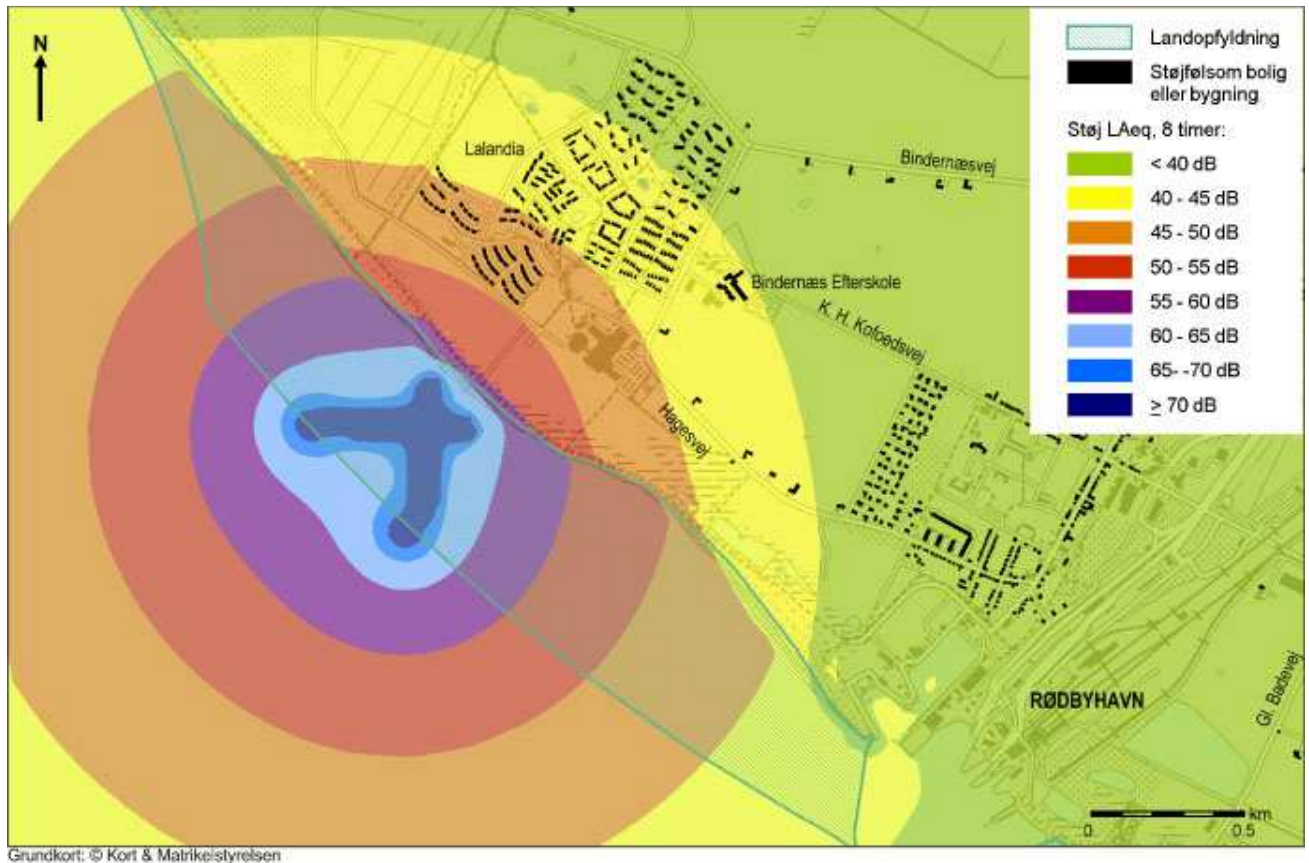 N
Landopfyldning
Støjfølsom bolig
eller bygning
Støj LAeq, 8 timer:
< 40 dB
40 - 45 dB
45 - 50 dB
50 - 55 dB
55 - 60 dB
60 - 65 dB
65- -70 dB
≥ 70 dB
Lalandia
Bindernæsvej
Bindernæs Efterskole
K. H. Kofoedsvej
Hagesvej
RØDBYHAVN
Gl. Badevej
km
0 0.5
Grundkort: © Kort & Matrikelstyrelsen